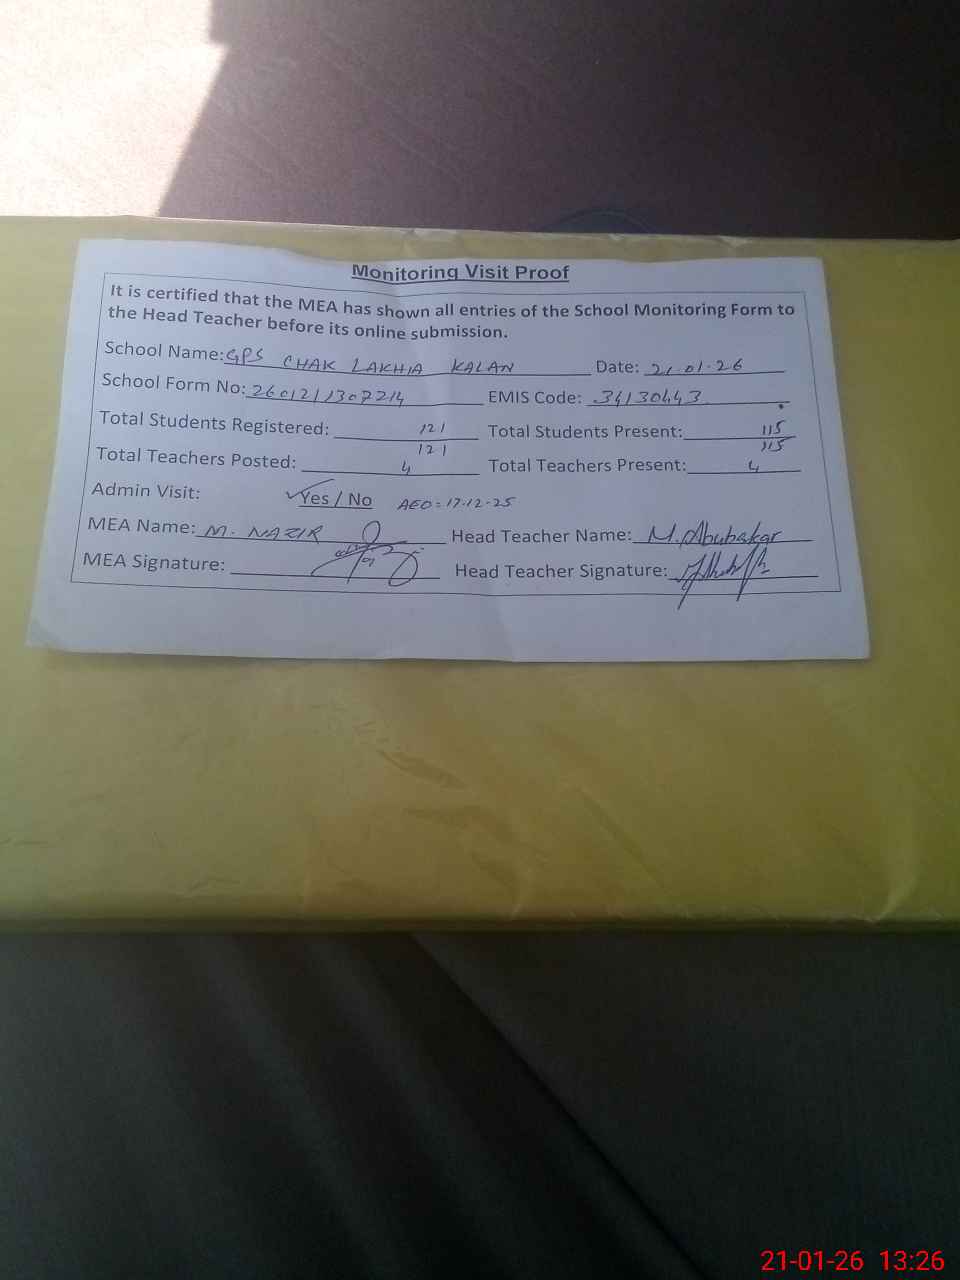 Monitoring Visit Proof
It is certified that the MEA has shown all entries of the School Monitoring Form to
the Head Teacher before its online submission.
School Name: GPS CHAK LAKHIA KALAN Date: 21-01-26
School Form No: 2601211307214 EMIS Code: 34130443
Total Students Registered: 121 Total Students Present: 115
121 115
Total Teachers Posted: 4 Total Teachers Present: 4
Admin Visit: ✓Yes / No AEO = 17-12-25
MEA Name: M. NAZIR Head Teacher Name: M. Abubakar
MEA Signature: Head Teacher Signature:
21-01-26 13:26